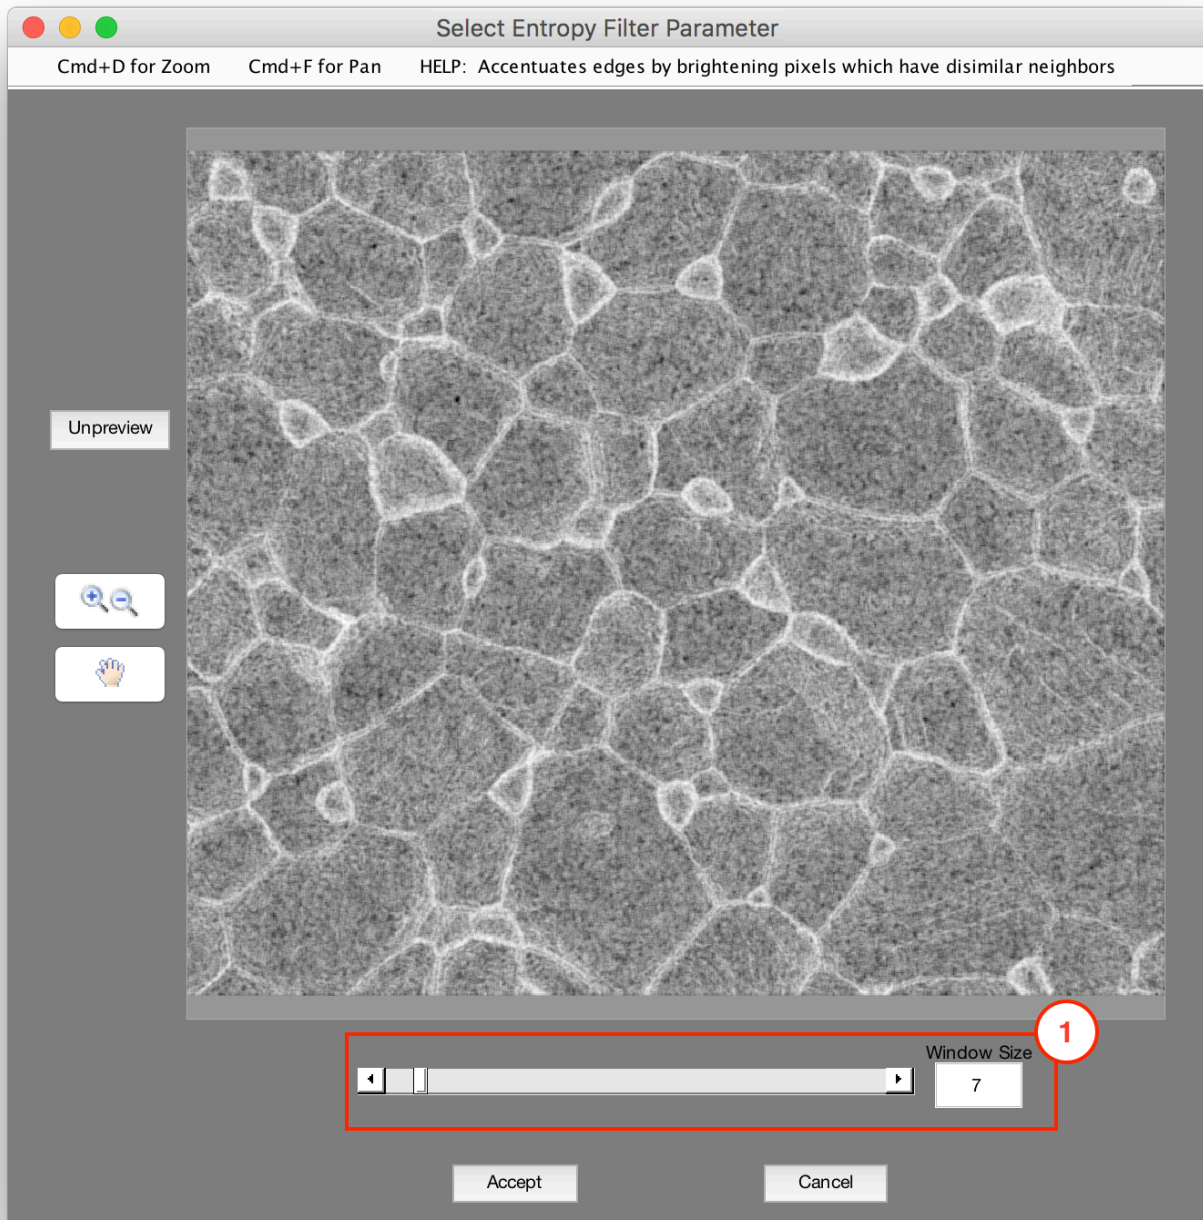 Select Entropy Filter Parameter
Cmd+D for Zoom Cmd+F for Pan HELP: Accentuates edges by brightening pixels which have disimilar neighbors
Unpreview
1
Window Size
7
Accept Cancel